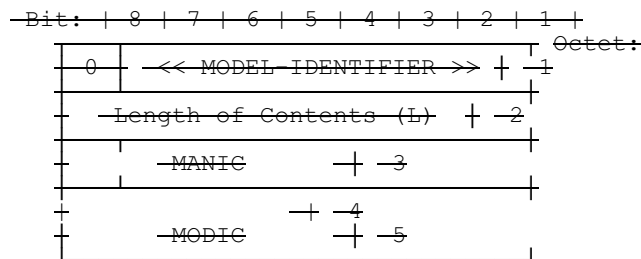 Bit: | 8 | 7 | 6 | 5 | 4 | 3 | 2 | 1 |
Octet:
| 0 | << MODEL-IDENTIFIER >> | 1
| Length of Contents (L) | 2
| MANIC | 3
| | 4
| MODIC | 5